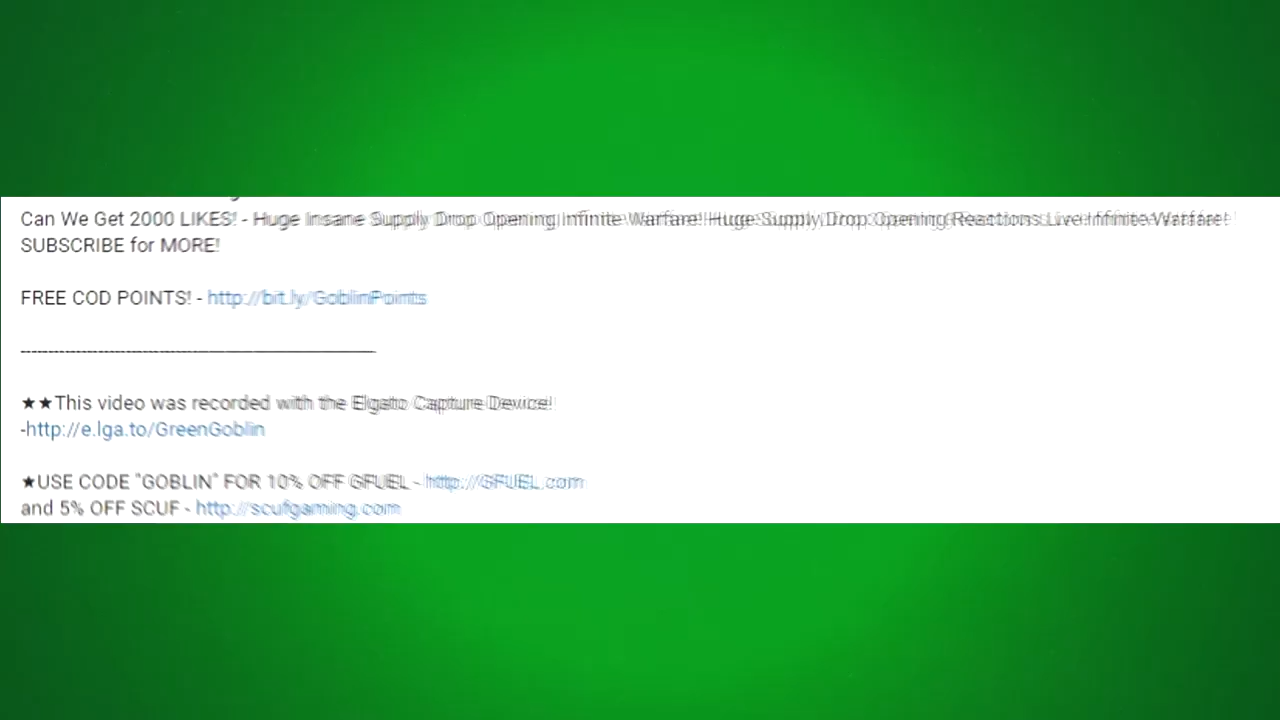 Can We Get 2000 LIKES! - Huge Insane Supply Drop Opening Infinite Warfare! Huge Supply Drop Opening Reactions Live Infinite Warfare!
SUBSCRIBE for MORE!
FREE COD POINTS! - http://bit.ly/GoblinPoints
-----------------------------------------------------------------
★★This video was recorded with the Elgato Capture Device!
-http://e.lga.to/GreenGoblin
★USE CODE "GOBLIN" FOR 10% OFF GFUEL - http://GFUEL.com
and 5% OFF SCUF - http://scufgaming.com